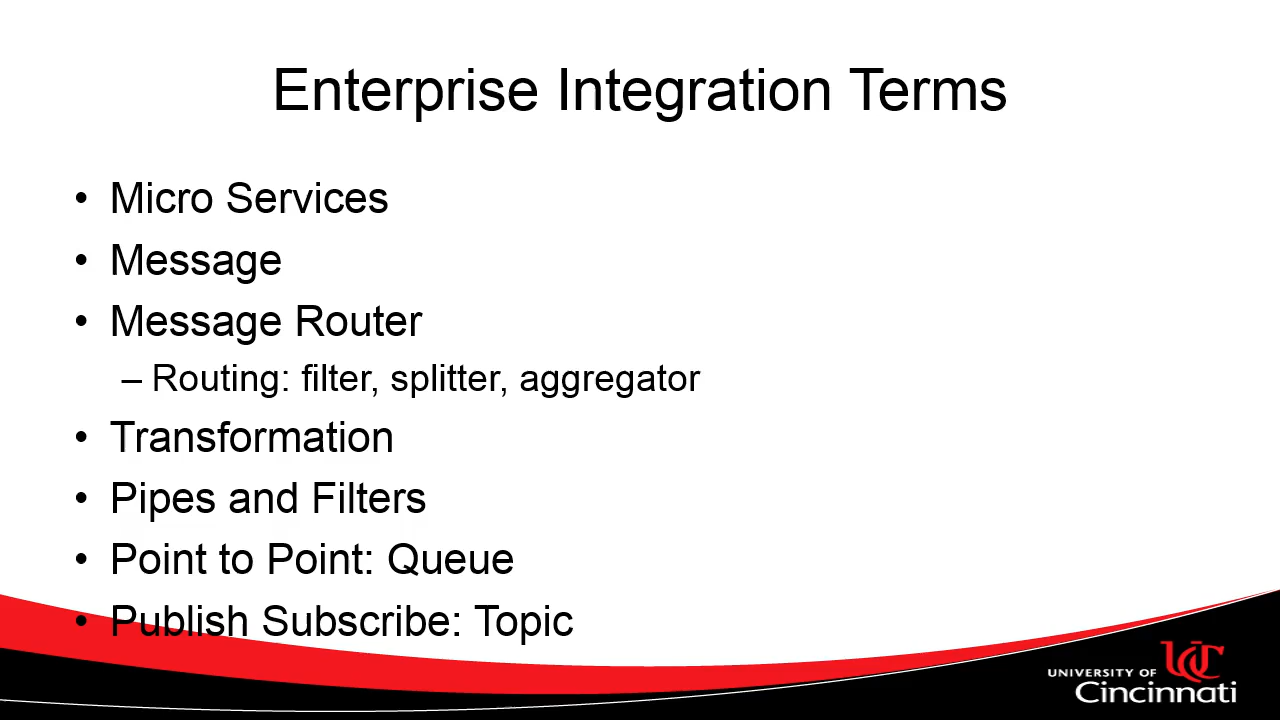 Enterprise Integration Terms
• Micro Services
• Message
• Message Router
– Routing: filter, splitter, aggregator
• Transformation
• Pipes and Filters
• Point to Point: Queue
• Publish Subscribe: Topic
UC
UNIVERSITY OF
Cincinnati